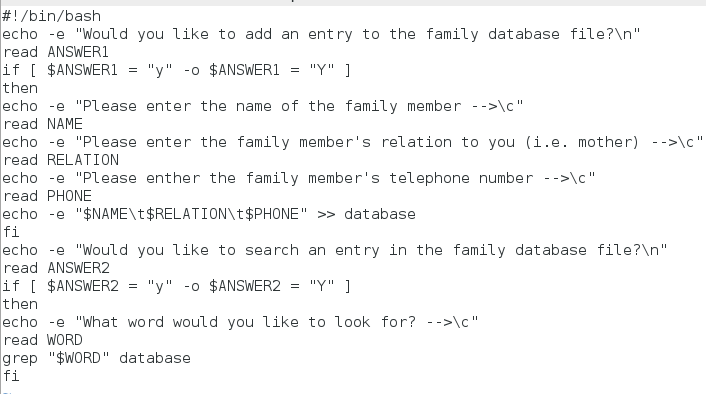 #!/bin/bash
echo -e "Would you like to add an entry to the family database file?\n"
read ANSWER1
if [ $ANSWER1 = "y" -o $ANSWER1 = "Y" ]
then
echo -e "Please enter the name of the family member -->\c"
read NAME
echo -e "Please enter the family member's relation to you (i.e. mother) -->\c"
read RELATION
echo -e "Please enther the family member's telephone number -->\c"
read PHONE
echo -e "$NAME\t$RELATION\t$PHONE" >> database
fi
echo -e "Would you like to search an entry in the family database file?\n"
read ANSWER2
if [ $ANSWER2 = "y" -o $ANSWER2 = "Y" ]
then
echo -e "What word would you like to look for? -->\c"
read WORD
grep "$WORD" database
fi